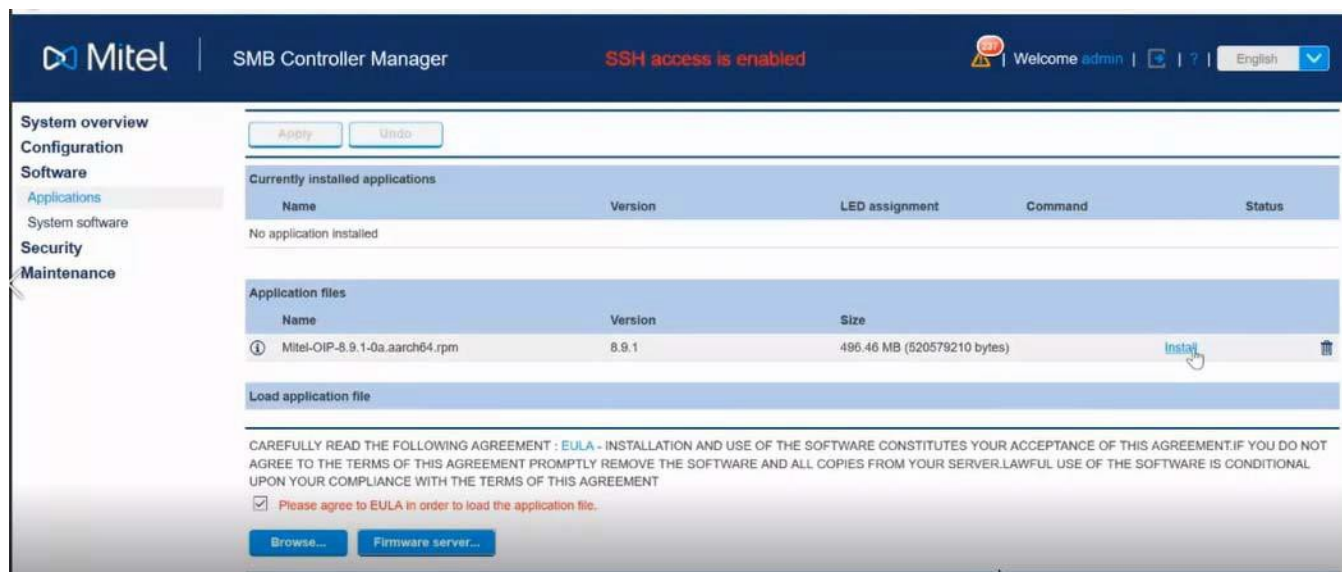 Mitel
SMB Controller Manager
SSH access is enabled
237
Welcome admin | | ? | English
System overview
Configuration
Software
Applications
System software
Security
Maintenance
Apply Undo
Currently installed applications
Name Version LED assignment Command Status
No application installed
Application files
Name Version Size
Mitel-OIP-8.9.1-0a.aarch64.rpm 8.9.1 496.46 MB (520579210 bytes) Install
Load application file
CAREFULLY READ THE FOLLOWING AGREEMENT : EULA - INSTALLATION AND USE OF THE SOFTWARE CONSTITUTES YOUR ACCEPTANCE OF THIS AGREEMENT.IF YOU DO NOT
AGREE TO THE TERMS OF THIS AGREEMENT PROMPTLY REMOVE THE SOFTWARE AND ALL COPIES FROM YOUR SERVER.LAWFUL USE OF THE SOFTWARE IS CONDITIONAL
UPON YOUR COMPLIANCE WITH THE TERMS OF THIS AGREEMENT
Please agree to EULA in order to load the application file.
Browse... Firmware server...